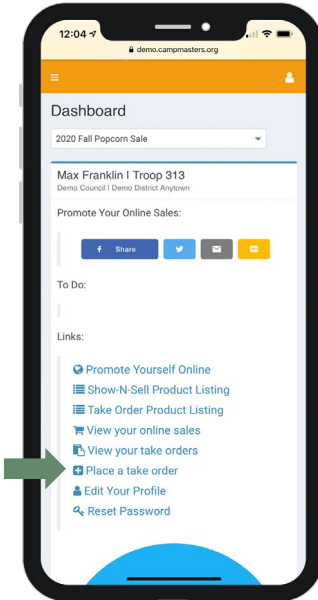 12:04
demo.campmasters.org
Dashboard
2020 Fall Popcorn Sale
Max Franklin | Troop 313
Demo Council | Demo District Anytown
Promote Your Online Sales:
Share
To Do:
Links:
Promote Yourself Online
Show-N-Sell Product Listing
Take Order Product Listing
View your online sales
View your take orders
Place a take order
Edit Your Profile
Reset Password